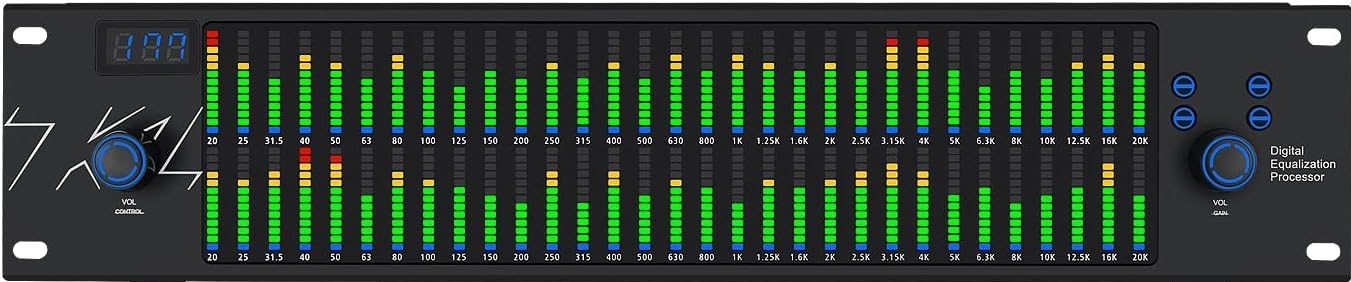 177
20 25 31.5 40 50 63 80 100 125 150 200 250 315 400 500 630 800 1K 1.25K 1.6K 2K 2.5K 3.15K 4K 5K 6.3K 8K 10K 12.5K 16K 20K
20 25 31.5 40 50 63 80 100 125 150 200 250 315 400 500 630 800 1K 1.25K 1.6K 2K 2.5K 3.15K 4K 5K 6.3K 8K 10K 12.5K 16K 20K
VOL
CONTROL
Digital
Equalization
Processor
VOL
GAIN